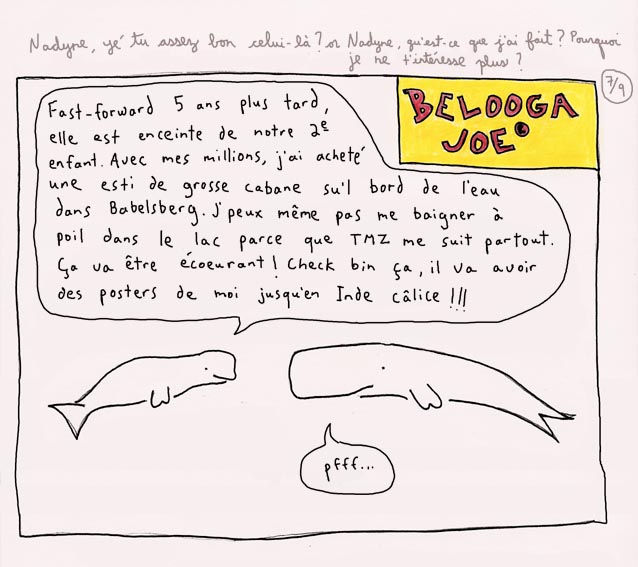 Nadyne, yé tu assez bon celui-là ? or Nadyne, qu'est-ce que j'ai fait ? Pourquoi
je ne t'intéresse plus ?
7/9
BELOOGA
JOE
Fast-forward 5 ans plus tard,
elle est enceinte de notre 2e
enfant. Avec mes millions, j'ai acheté
une esti de grosse cabane su'l bord de l'eau
dans Babelsberg. J'peux même pas me baigner à
poil dans le lac parce que TMZ me suit partout.
Ça va être écoeurant ! Check bin ça, il va avoir
des posters de moi jusqu'en Inde câlice !!!
pfff...